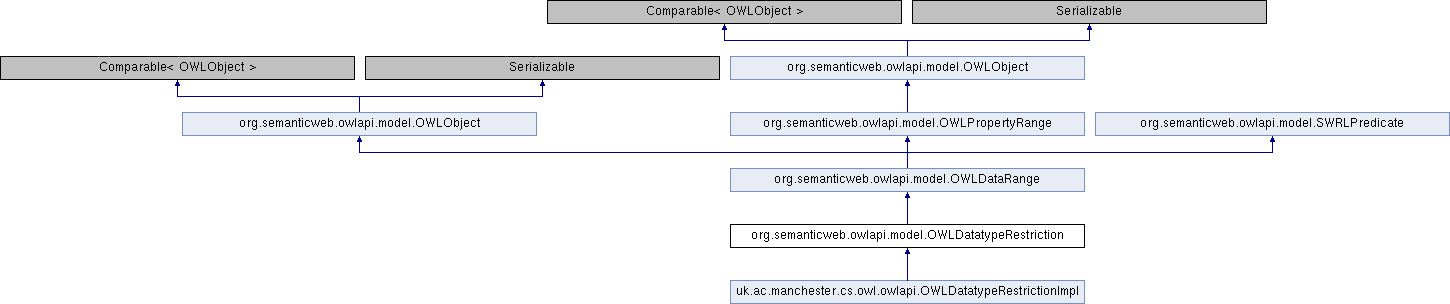 Comparable< OWLObject >
Serializable
Comparable< OWLObject >
Serializable
org.semanticweb.owlapi.model.OWLObject
org.semanticweb.owlapi.model.OWLObject
org.semanticweb.owlapi.model.OWLPropertyRange
org.semanticweb.owlapi.model.SWRLPredicate
org.semanticweb.owlapi.model.OWLDataRange
org.semanticweb.owlapi.model.OWLDatatypeRestriction
uk.ac.manchester.cs.owl.owlapi.OWLDatatypeRestrictionImpl